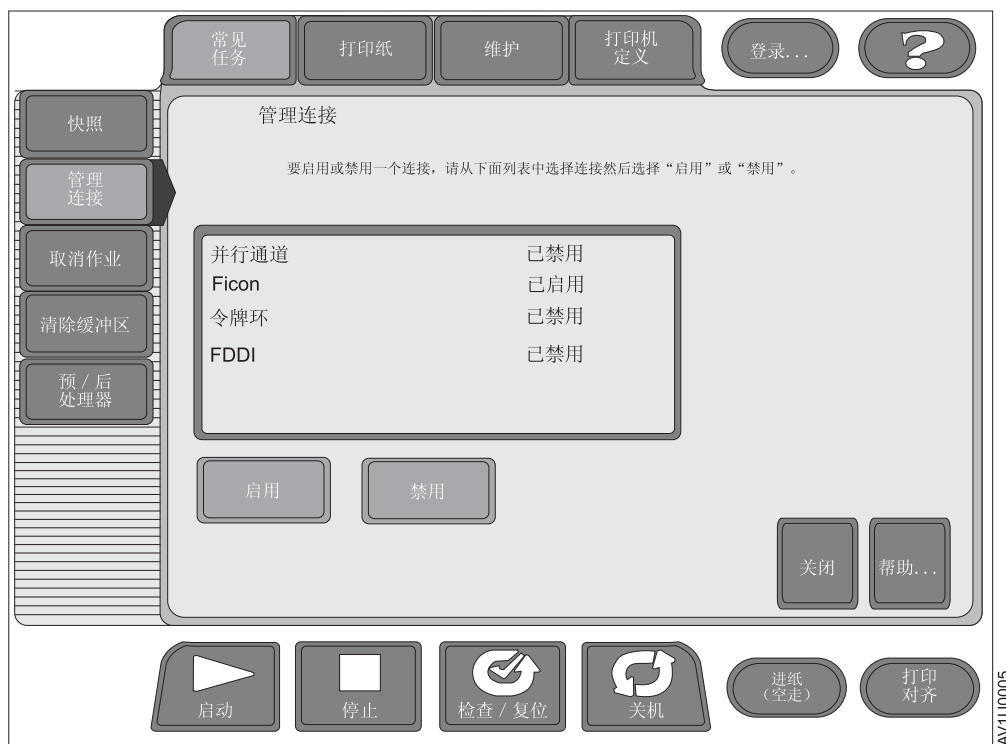 常见
任务
打印纸
维护
打印机
定义
登录...
?
快照
管理
连接
取消作业
清除缓冲区
预/后
处理器
管理连接
要启用或禁用一个连接，请从下面列表中选择连接然后选择“启用”或“禁用”。
并行通道 已禁用
Ficon 已启用
令牌环 已禁用
FDDI 已禁用
启用
禁用
关闭
帮助...
启动
停止
检查/复位
关机
进纸
(空走)
打印
对齐
AV1U0005